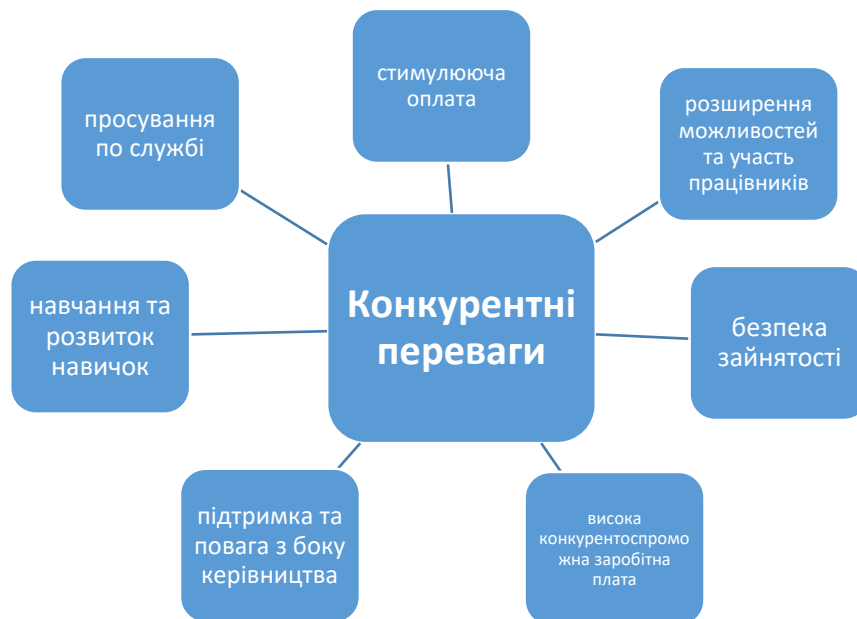 стимулююча
оплата
розширення
можливостей
та участь
працівників
безпека
зайнятості
висока
конкурентоспромо
жна заробітна
плата
підтримка та
повага з боку
керівництва
навчання та
розвиток
навичок
просування
по службі
Конкурентні
переваги